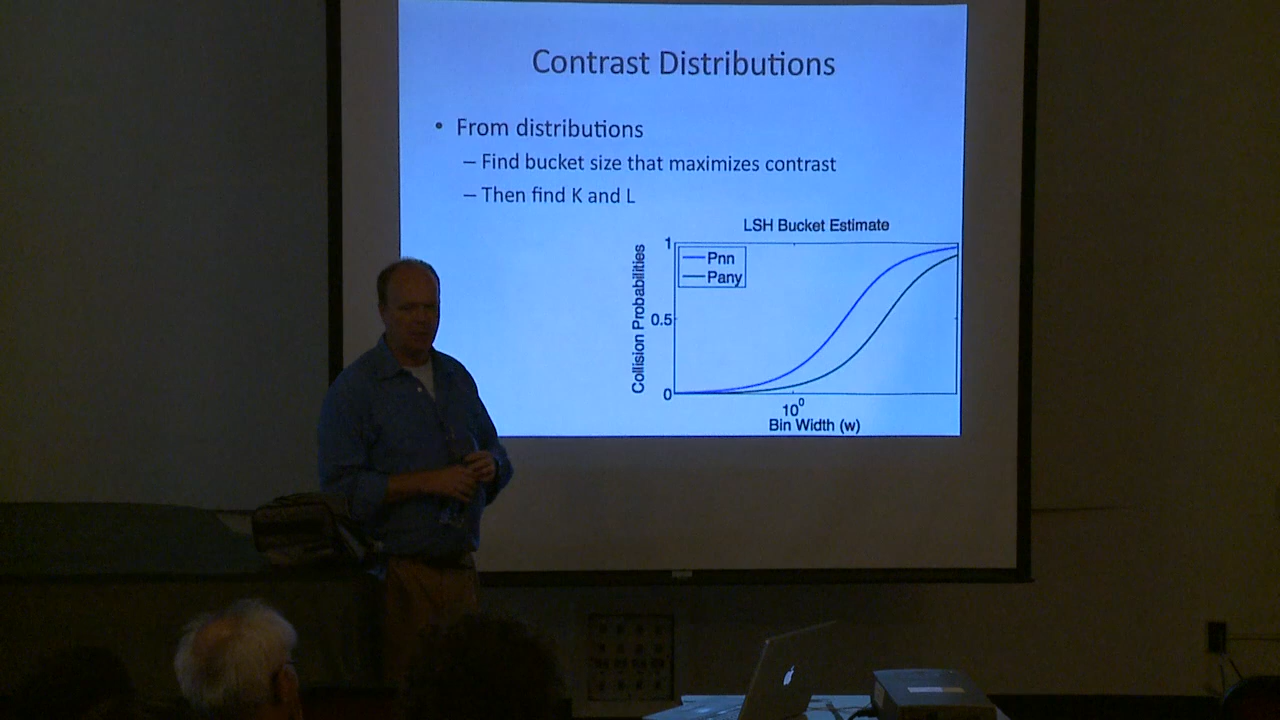 Contrast Distributions
• From distributions
– Find bucket size that maximizes contrast
– Then find K and L
LSH Bucket Estimate
Collision Probabilities
1
0.5
0
Pnn
Pany
10⁰
Bin Width (w)